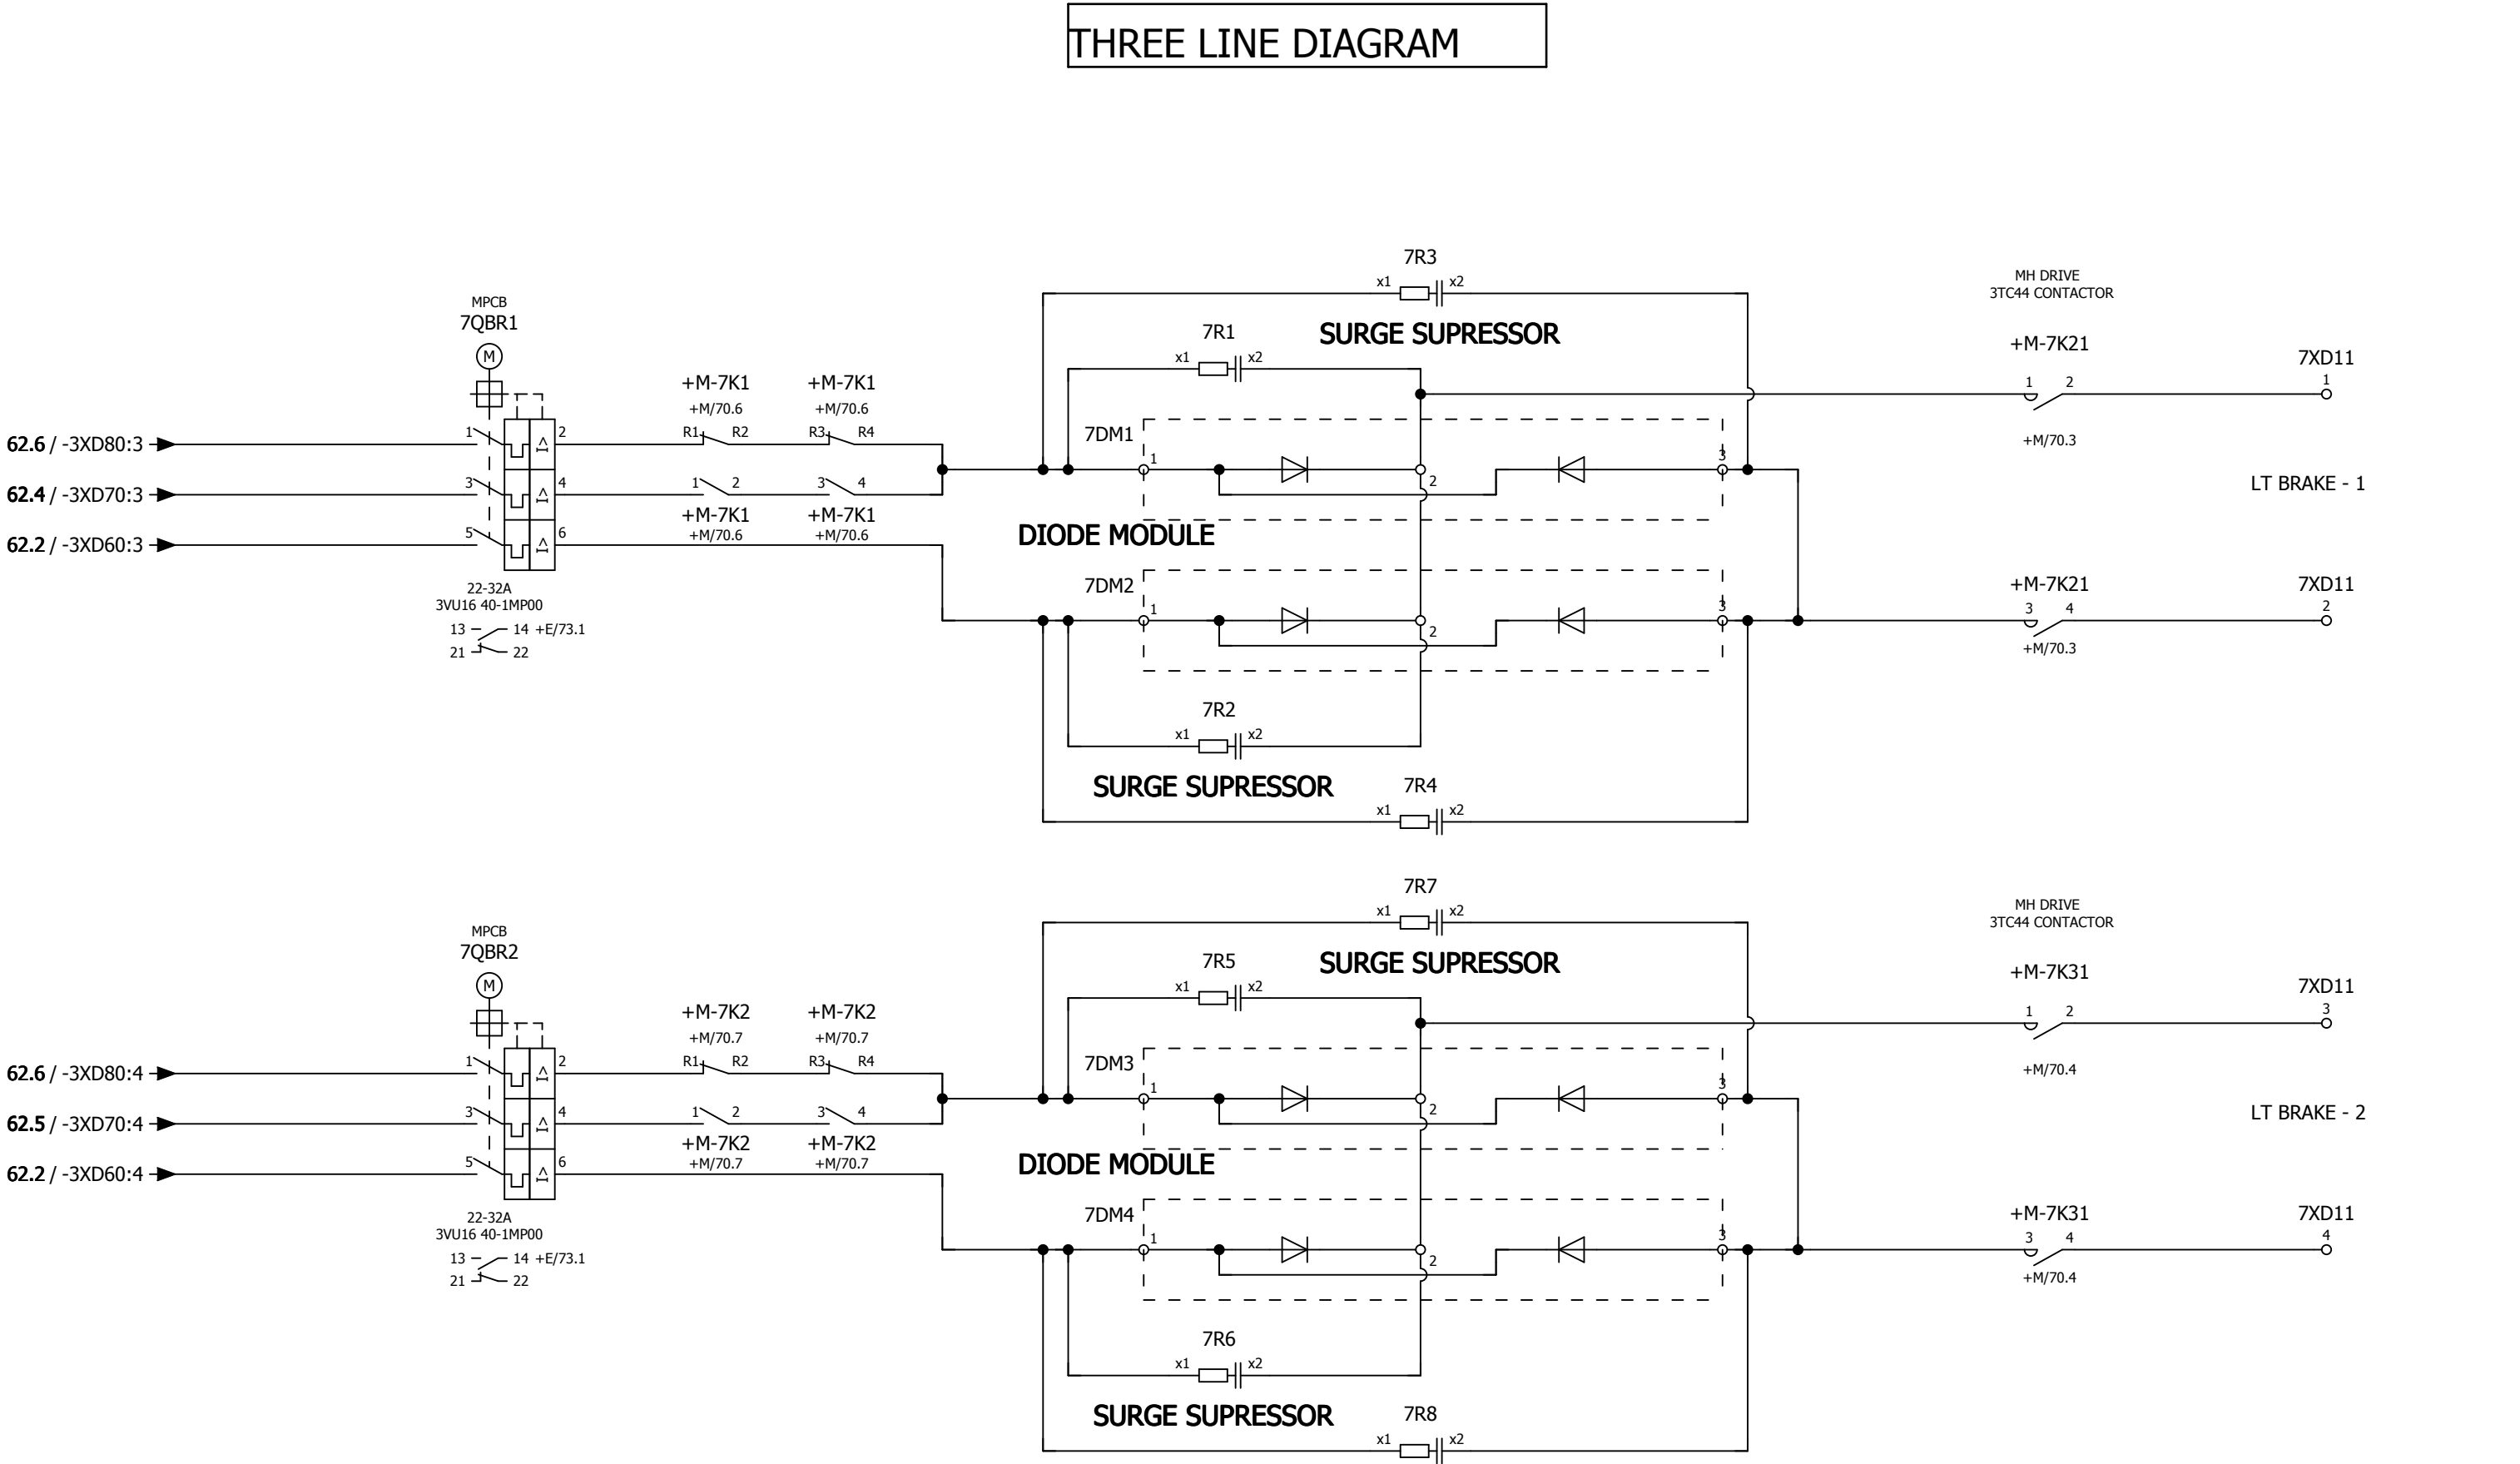 THREE LINE DIAGRAM
7R3
x1 x2
SURGE SUPRESSOR
MH DRIVE
3TC44 CONTACTOR
MPCB
7QBR1
M
7R1
x1 x2
+M-7K21
1 2
+M/70.3
7XD11
1
+M-7K1 +M-7K1
+M/70.6 +M/70.6
62.6 / -3XD80:3
1 I> 2
R1 R2 R3 R4
7DM1
1 2 3
62.4 / -3XD70:3
3 I> 4
1 2 3 4
LT BRAKE - 1
+M-7K1 +M-7K1
+M/70.6 +M/70.6
DIODE MODULE
62.2 / -3XD60:3
5 I> 6
22-32A
3VU16 40-1MP00
13 14 +E/73.1
21 22
7DM2
1 2 3
+M-7K21
3 4
+M/70.3
7XD11
2
7R2
x1 x2
SURGE SUPRESSOR
7R4
x1 x2
7R7
x1 x2
SURGE SUPRESSOR
MH DRIVE
3TC44 CONTACTOR
MPCB
7QBR2
M
7R5
x1 x2
+M-7K31
1 2
+M/70.4
7XD11
3
+M-7K2 +M-7K2
+M/70.7 +M/70.7
62.6 / -3XD80:4
1 I> 2
R1 R2 R3 R4
7DM3
1 2 3
62.5 / -3XD70:4
3 I> 4
1 2 3 4
LT BRAKE - 2
+M-7K2 +M-7K2
+M/70.7 +M/70.7
DIODE MODULE
62.2 / -3XD60:4
5 I> 6
22-32A
3VU16 40-1MP00
13 14 +E/73.1
21 22
7DM4
1 2 3
+M-7K31
3 4
+M/70.4
7XD11
4
7R6
x1 x2
SURGE SUPRESSOR
7R8
x1 x2